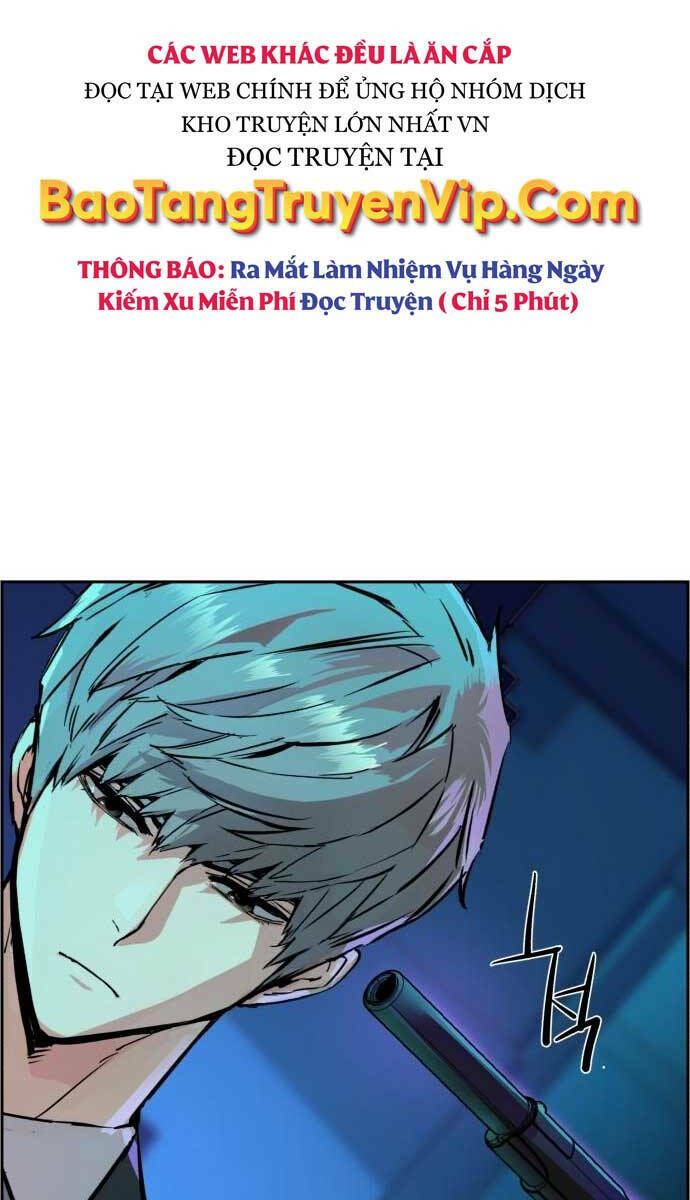 CÁC WEB KHÁC ĐỀU LÀ ĂN CẮP
ĐỌC TẠI WEB CHÍNH ĐỂ ỦNG HỘ NHÓM DỊCH
KHO TRUYỆN LỚN NHẤT VN
ĐỌC TRUYỆN TẠI
BaoTangTruyenVip.Com
THÔNG BÁO: Ra Mắt Làm Nhiệm Vụ Hàng Ngày
Kiếm Xu Miễn Phí Đọc Truyện ( Chỉ 5 Phút)